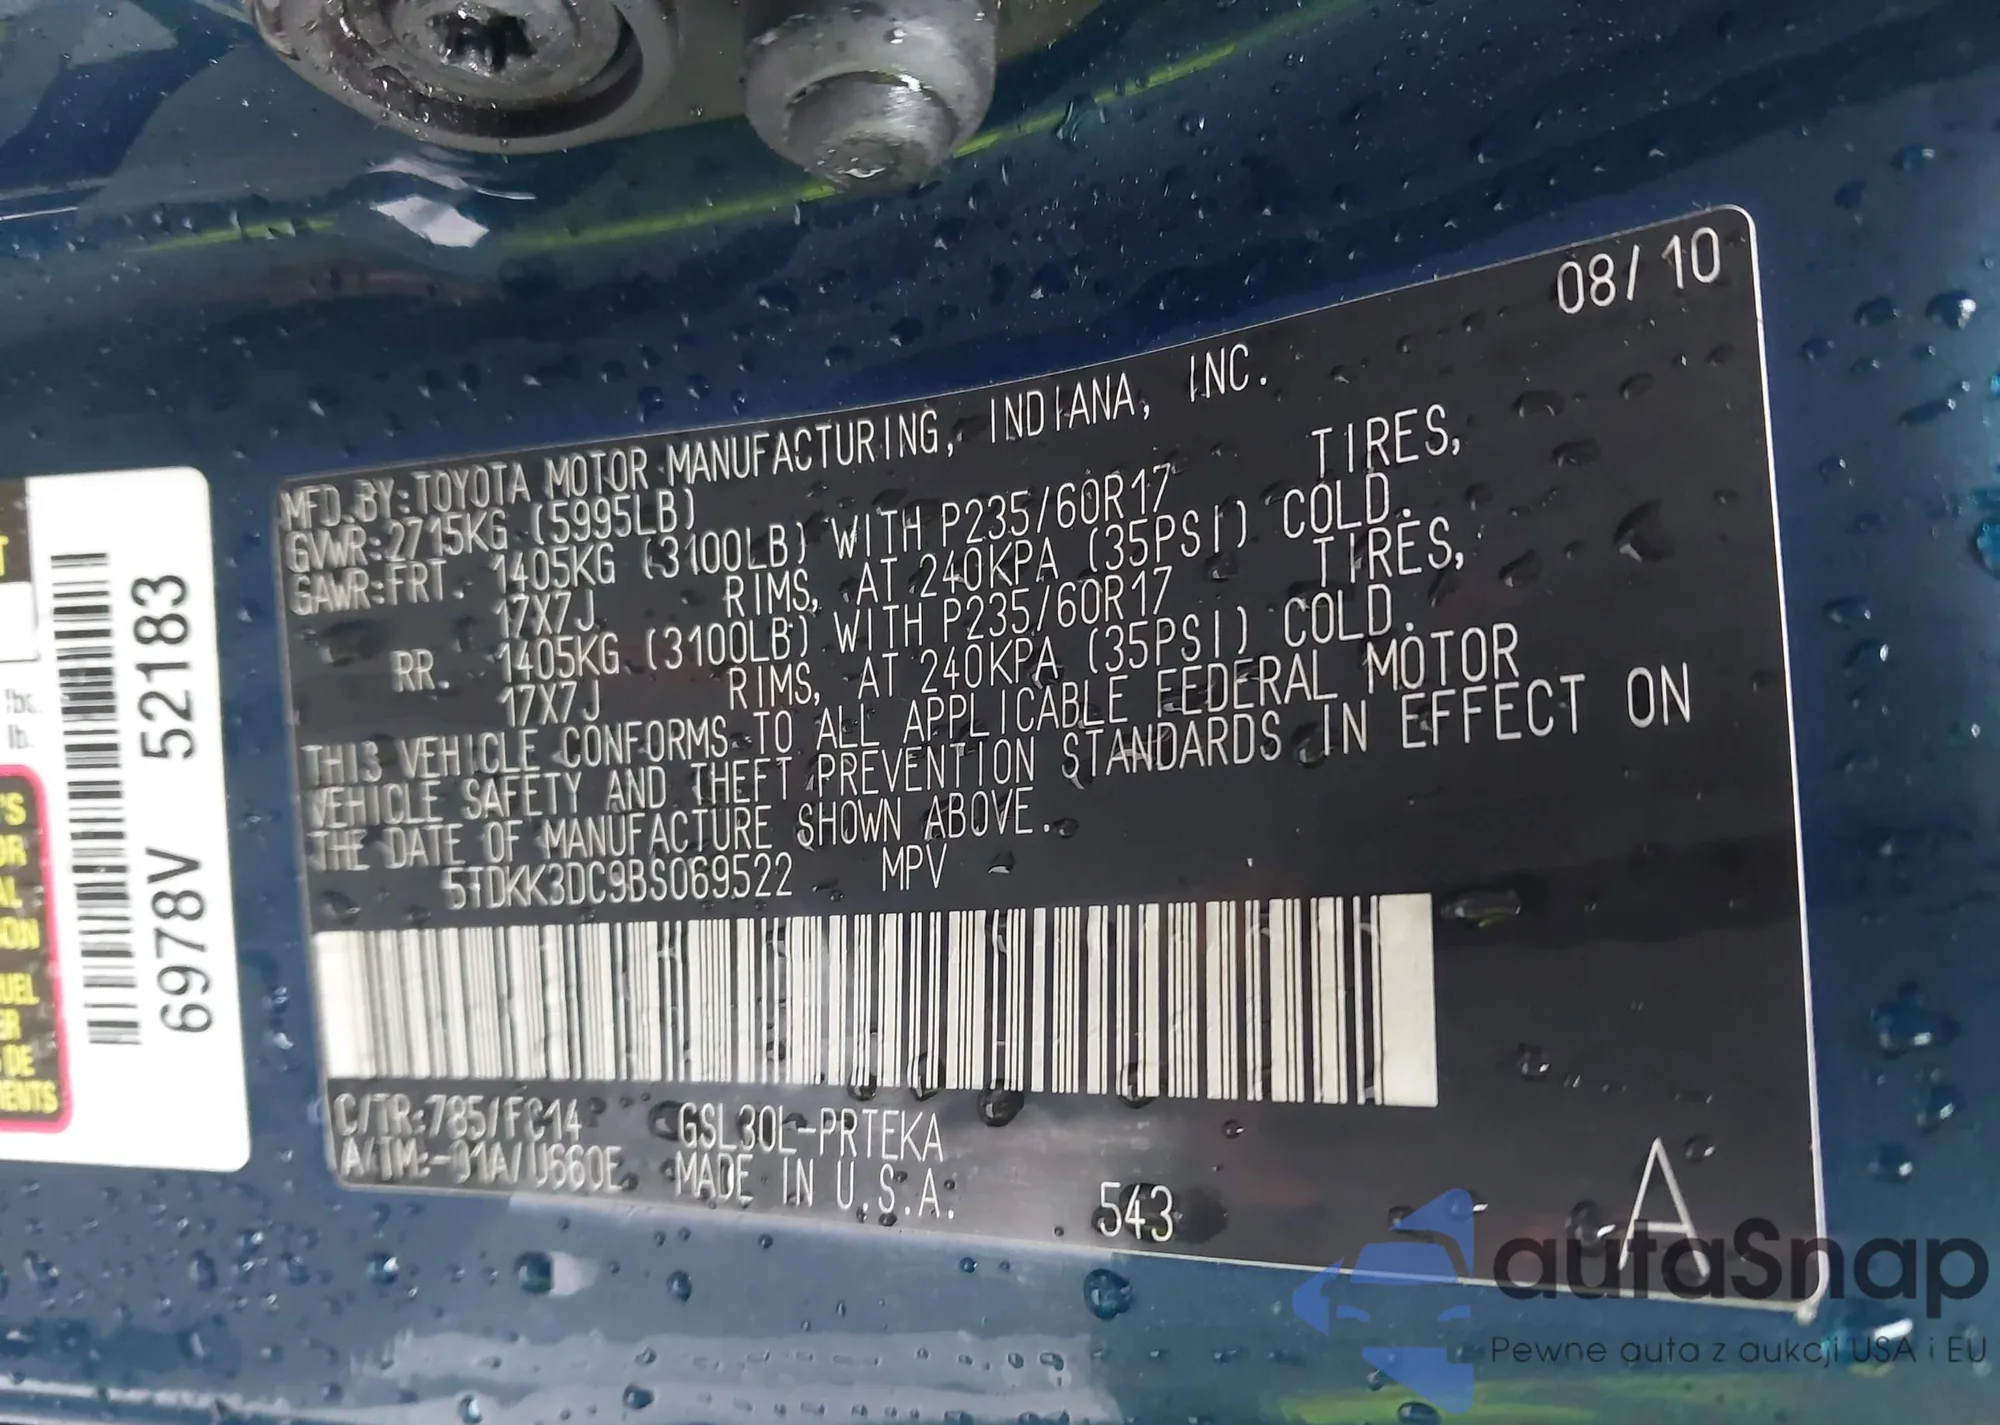 08/10
MFD. BY: TOYOTA MOTOR MANUFACTURING, INDIANA, INC.
GVWR: 2715KG (5995LB)
GAWR: FRT. 1405KG (3100LB) WITH P235/60R17 TIRES,
17X7J RIMS, AT 240KPA (35PSI) COLD.
RR. 1405KG (3100LB) WITH P235/60R17 TIRES,
17X7J RIMS, AT 240KPA (35PSI) COLD.
THIS VEHICLE CONFORMS TO ALL APPLICABLE FEDERAL MOTOR
VEHICLE SAFETY AND THEFT PREVENTION STANDARDS IN EFFECT ON
THE DATE OF MANUFACTURE SHOWN ABOVE.
5TDKK3DC9BS069522 MPV
C/TR: 785/FC14 GSL30L-PRTEKA
A/TM: -01A/U660E MADE IN U.S.A.
543
A
6978V 52183
lb.
'S
autaSnap
Pewne auta z aukcji USA i EU